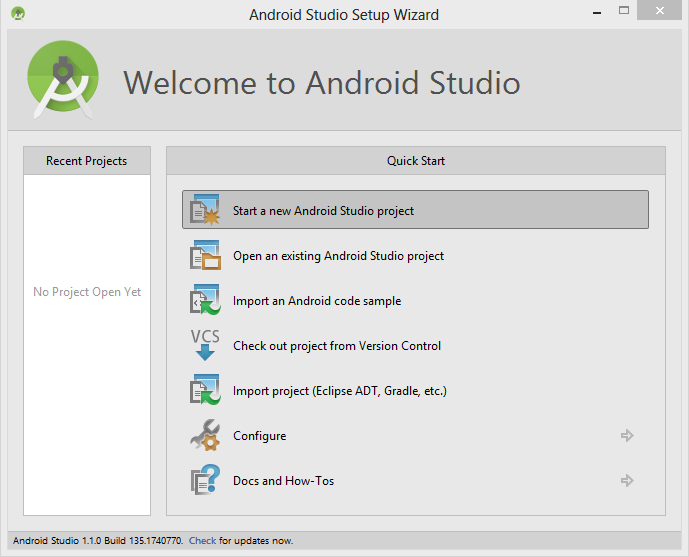 Android Studio Setup Wizard
Welcome to Android Studio
Recent Projects
No Project Open Yet
Quick Start
Start a new Android Studio project
Open an existing Android Studio project
Import an Android code sample
VCS
Check out project from Version Control
Import project (Eclipse ADT, Gradle, etc.)
Configure
Docs and How-Tos
Android Studio 1.1.0 Build 135.1740770. Check for updates now.